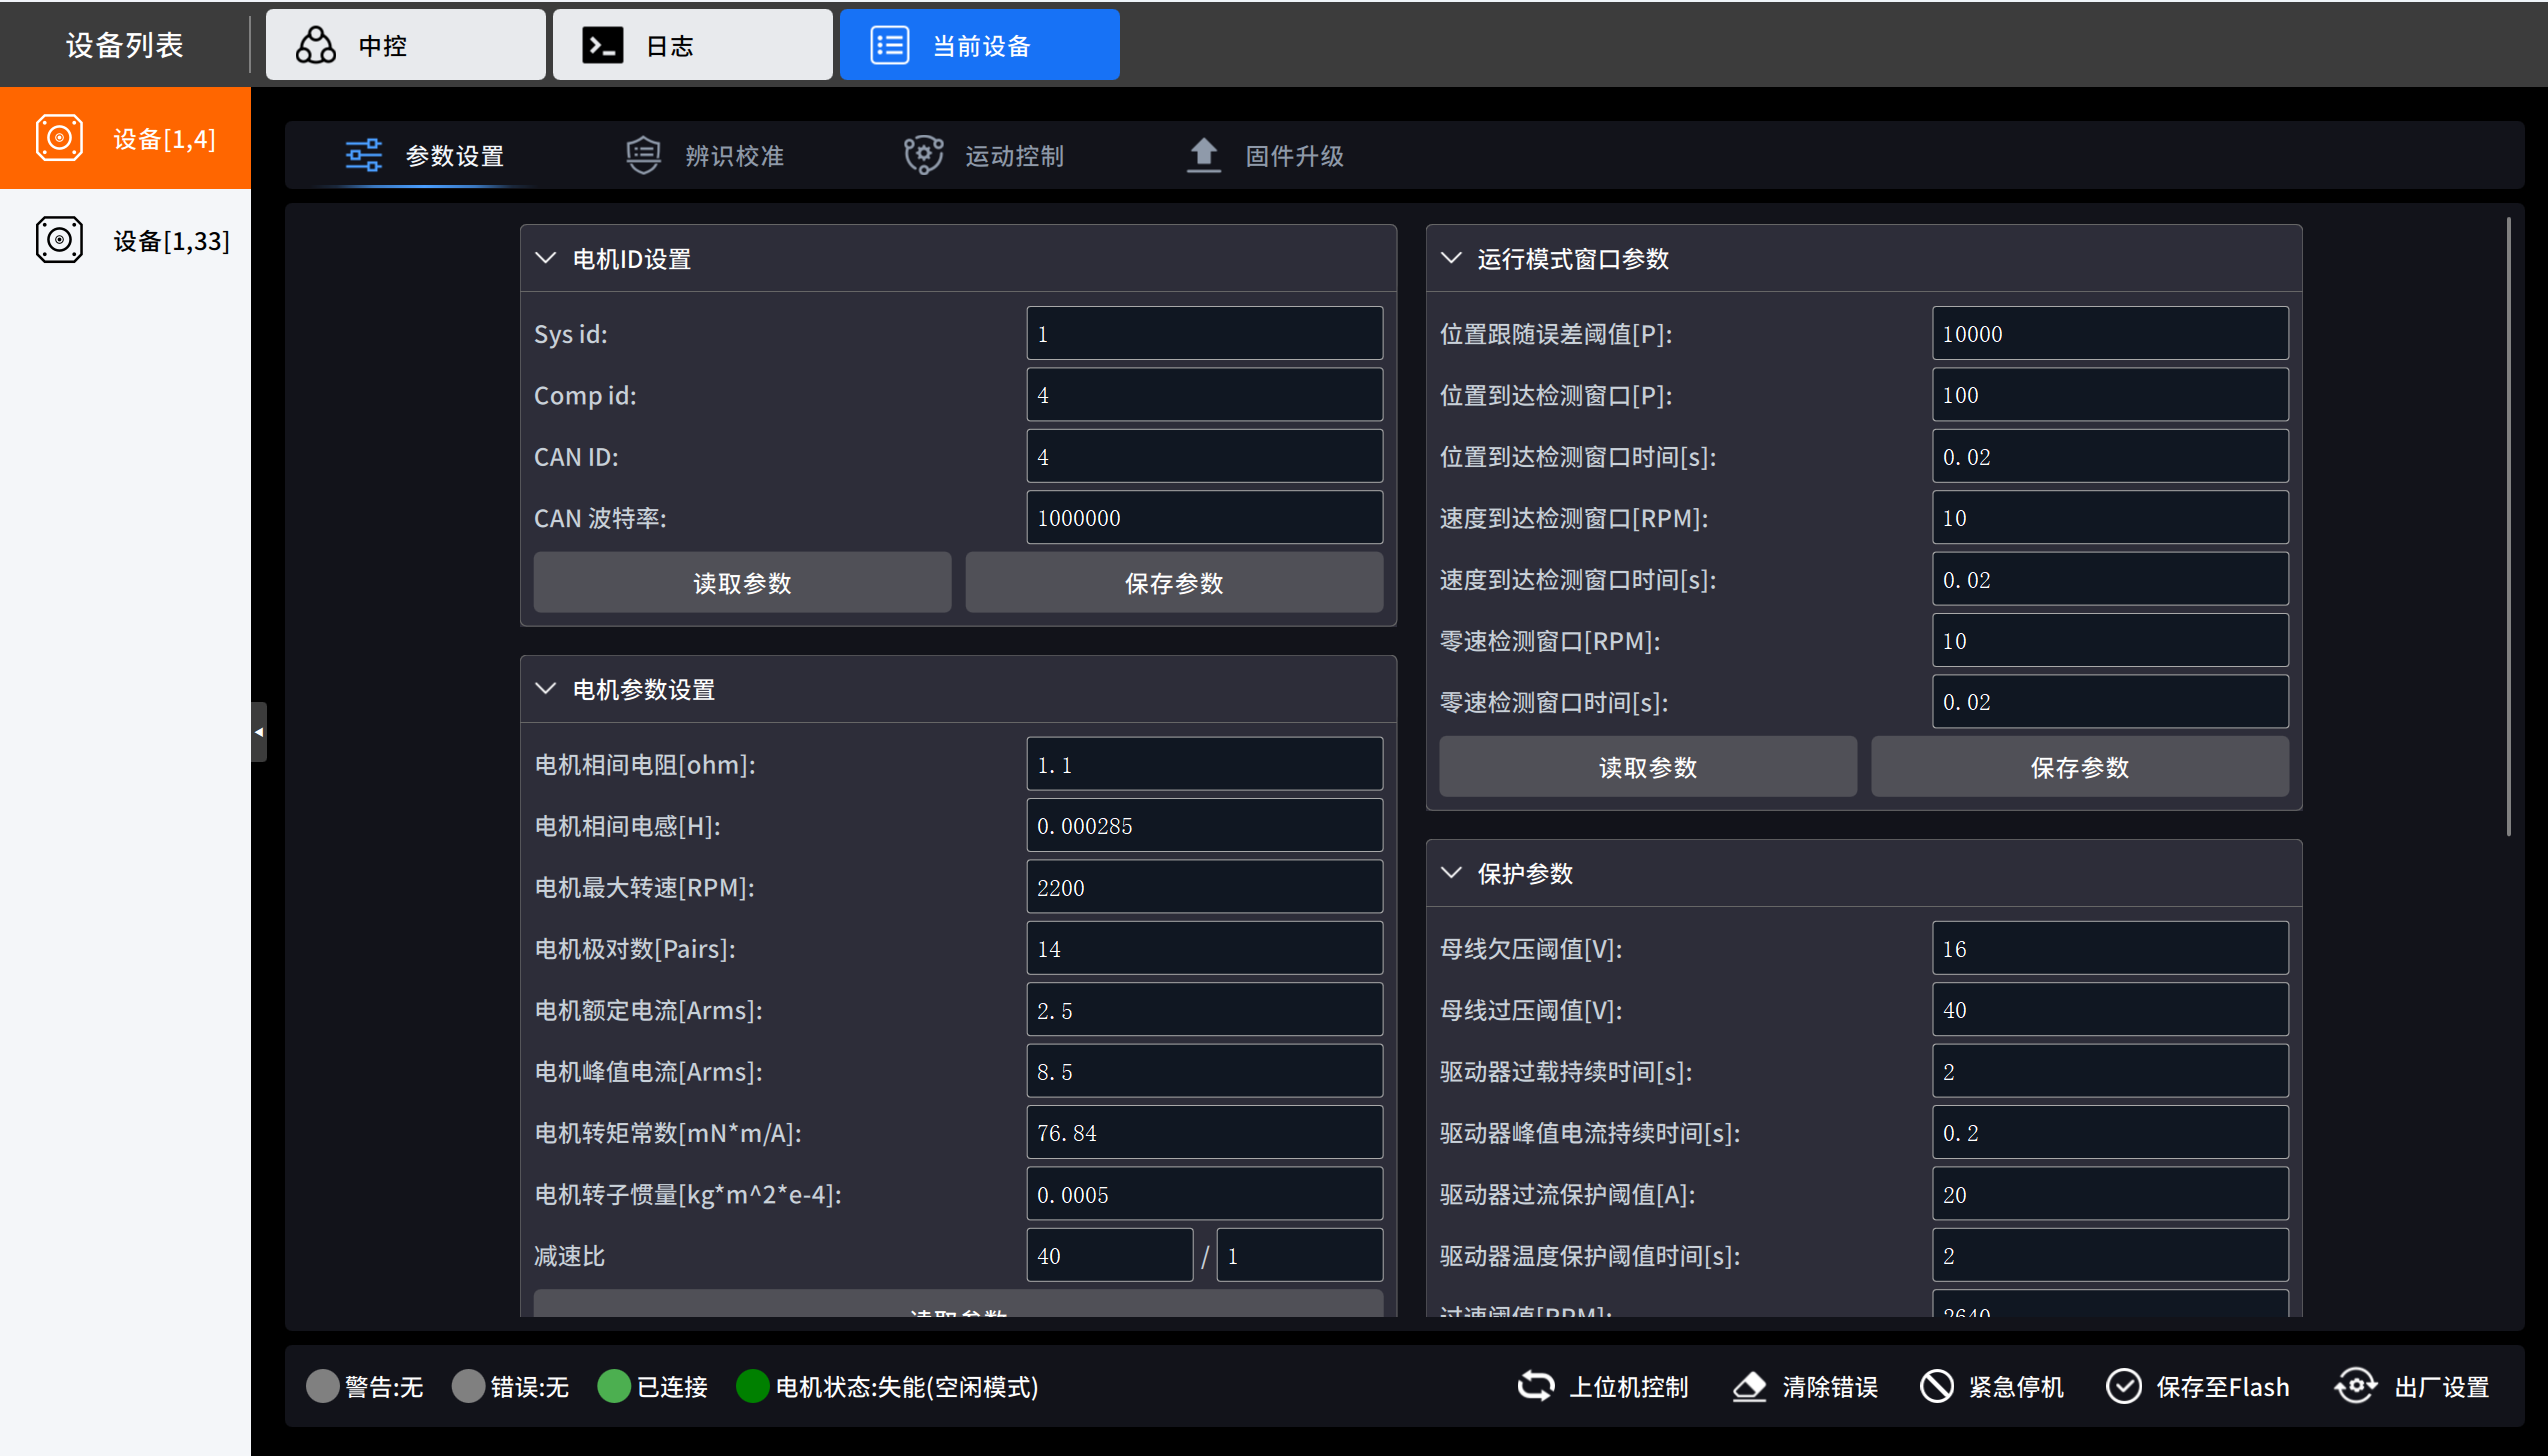 设备列表
中控
日志
当前设备
设备[1,4]
设备[1,33]
参数设置
辨识校准
运动控制
固件升级
电机ID设置
Sys id:
1
Comp id:
4
CAN ID:
4
CAN 波特率:
1000000
读取参数
保存参数
电机参数设置
电机相间电阻[ohm]:
1.1
电机相间电感[H]:
0.000285
电机最大转速[RPM]:
2200
电机极对数[Pairs]:
14
电机额定电流[Arms]:
2.5
电机峰值电流[Arms]:
8.5
电机转矩常数[mN*m/A]:
76.84
电机转子惯量[kg*m^2*e-4]:
0.0005
减速比
40 / 1
读取参数
运行模式窗口参数
位置跟随误差阈值[P]:
10000
位置到达检测窗口[P]:
100
位置到达检测窗口时间[s]:
0.02
速度到达检测窗口[RPM]:
10
速度到达检测窗口时间[s]:
0.02
零速检测窗口[RPM]:
10
零速检测窗口时间[s]:
0.02
读取参数
保存参数
保护参数
母线欠压阈值[V]:
16
母线过压阈值[V]:
40
驱动器过载持续时间[s]:
2
驱动器峰值电流持续时间[s]:
0.2
驱动器过流保护阈值[A]:
20
驱动器温度保护阈值时间[s]:
2
过速阈值[RPM]:
2640
警告:无
错误:无
已连接
电机状态:失能(空闲模式)
上位机控制
清除错误
紧急停机
保存至Flash
出厂设置